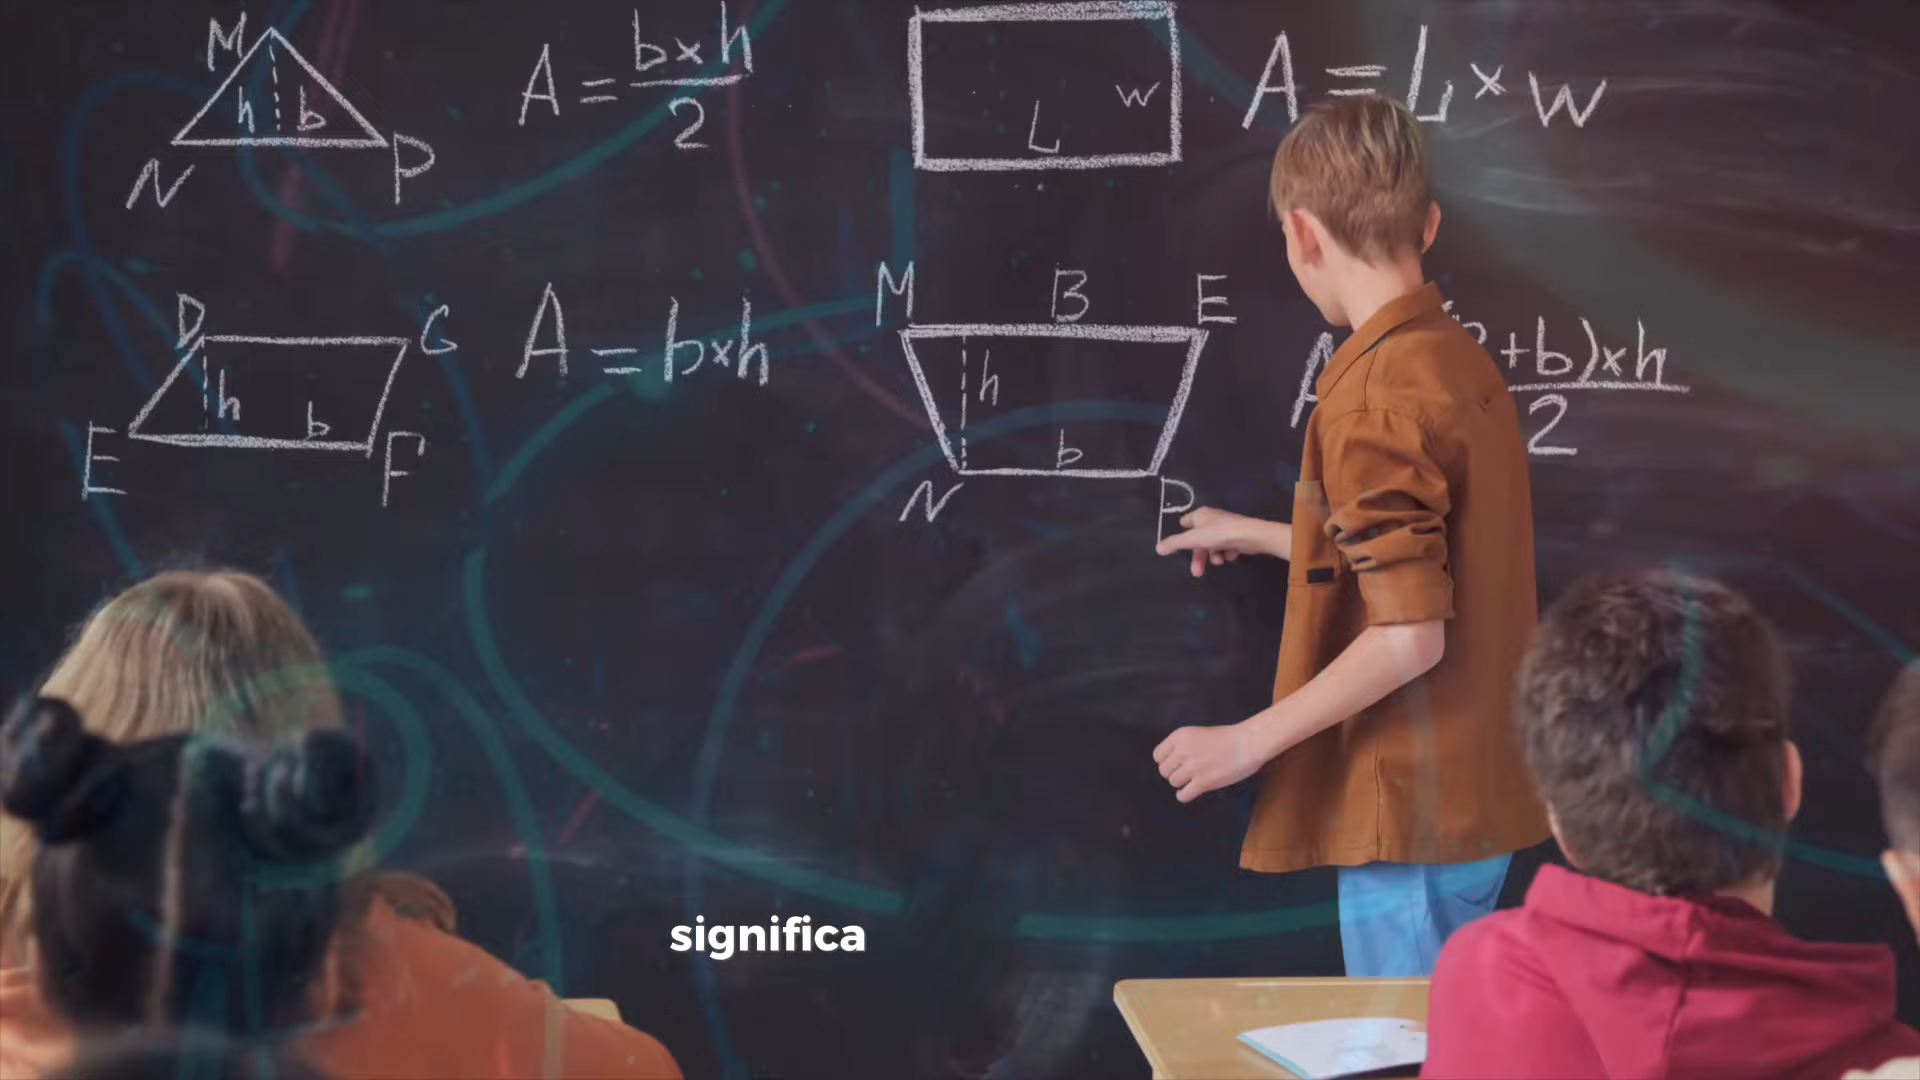 M
h b
N P
A = b×h / 2
L W
A = L × W
D G
h b
E F
A = b×h
M B E
h
b
N P
+b)×h / 2
significa